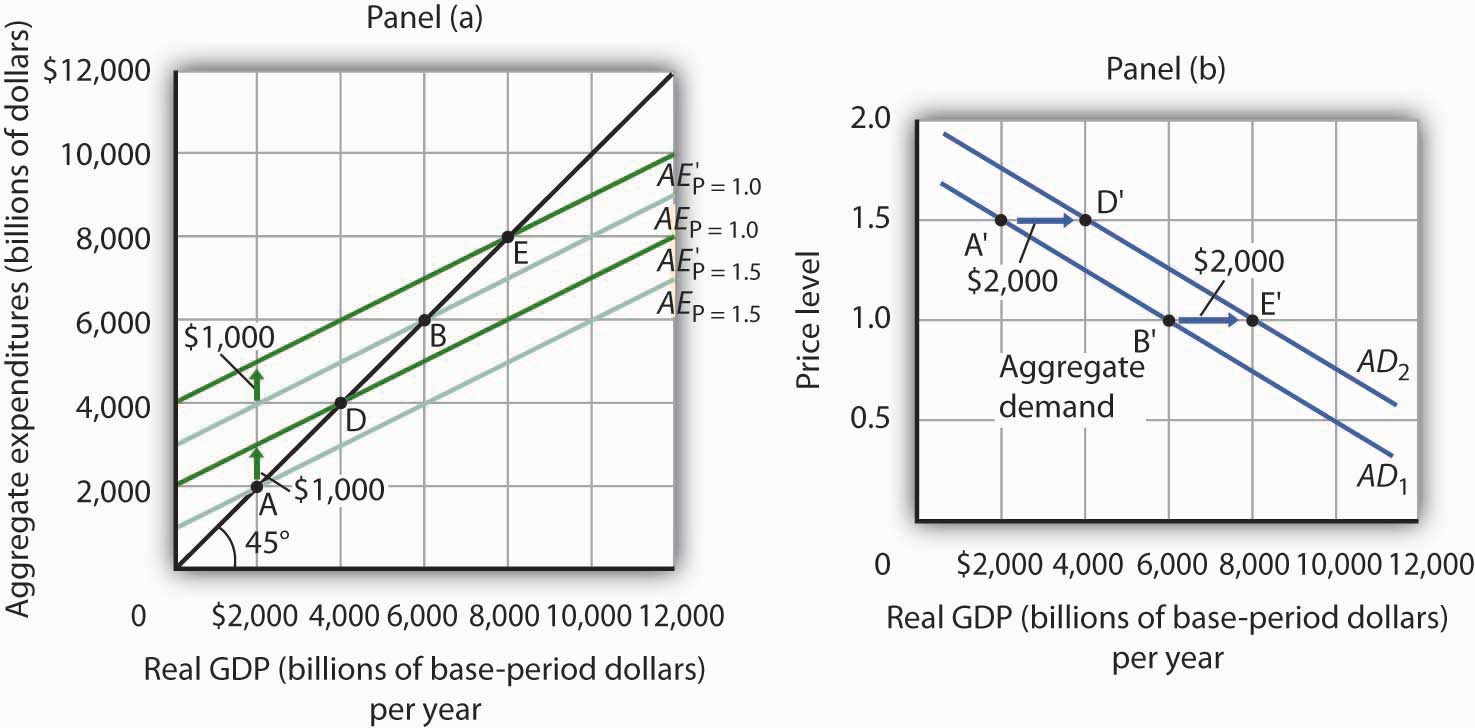 Panel (a)
Aggregate expenditures (billions of dollars)
$12,000
10,000
8,000
6,000
4,000
2,000
0
$2,000 4,000 6,000 8,000 10,000 12,000
AE'P = 1.0
AEP = 1.0
AE'P = 1.5
AEP = 1.5
E
B
D
A
$1,000
$1,000
45°
Real GDP (billions of base-period dollars)
per year
Panel (b)
Price level
2.0
1.5
1.0
0.5
0
$2,000 4,000 6,000 8,000 10,000 12,000
A'
D'
$2,000
$2,000
B'
E'
Aggregate
demand
AD2
AD1
Real GDP (billions of base-period dollars)
per year